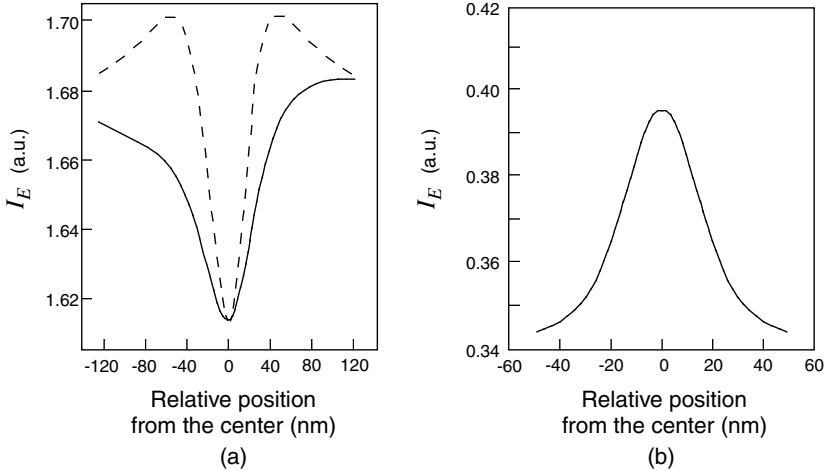 1.70
1.68
1.66
1.64
1.62
I_E (a.u.)
-120 -80 -40 0 40 80 120
Relative position
from the center (nm)
(a)
0.42
0.40
0.38
0.36
0.34
I_E (a.u.)
-60 -40 -20 0 20 40 60
Relative position
from the center (nm)
(b)